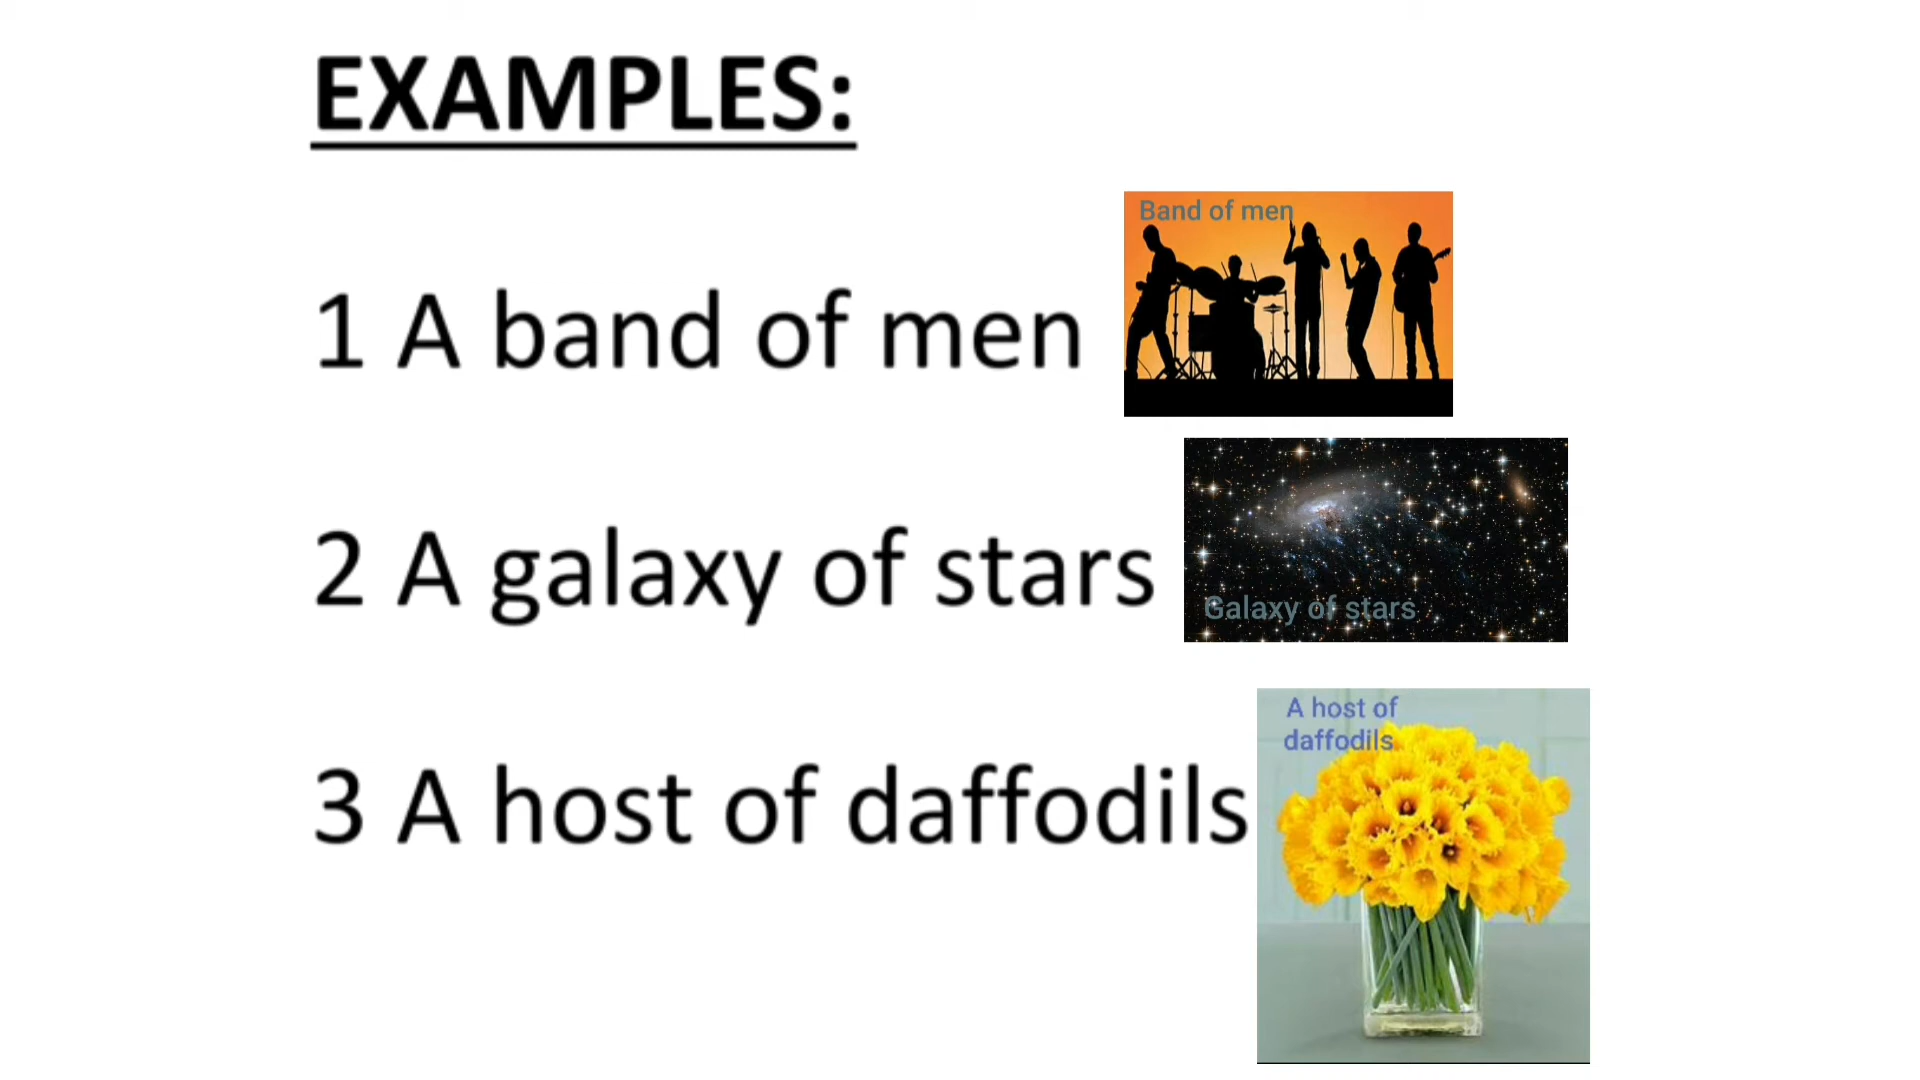 EXAMPLES:
Band of men
1 A band of men
2 A galaxy of stars
Galaxy of stars
A host of
daffodils
3 A host of daffodils